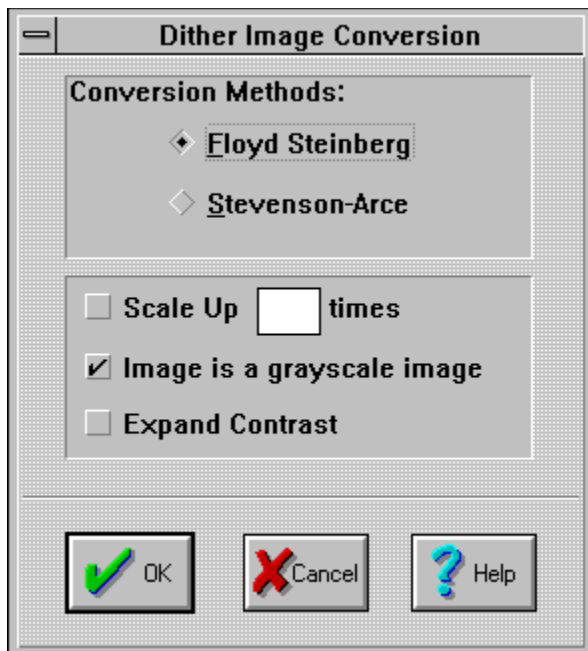 Dither Image Conversion
Conversion Methods:
Floyd Steinberg
Stevenson-Arce
Scale Up times
Image is a grayscale image
Expand Contrast
OK Cancel Help